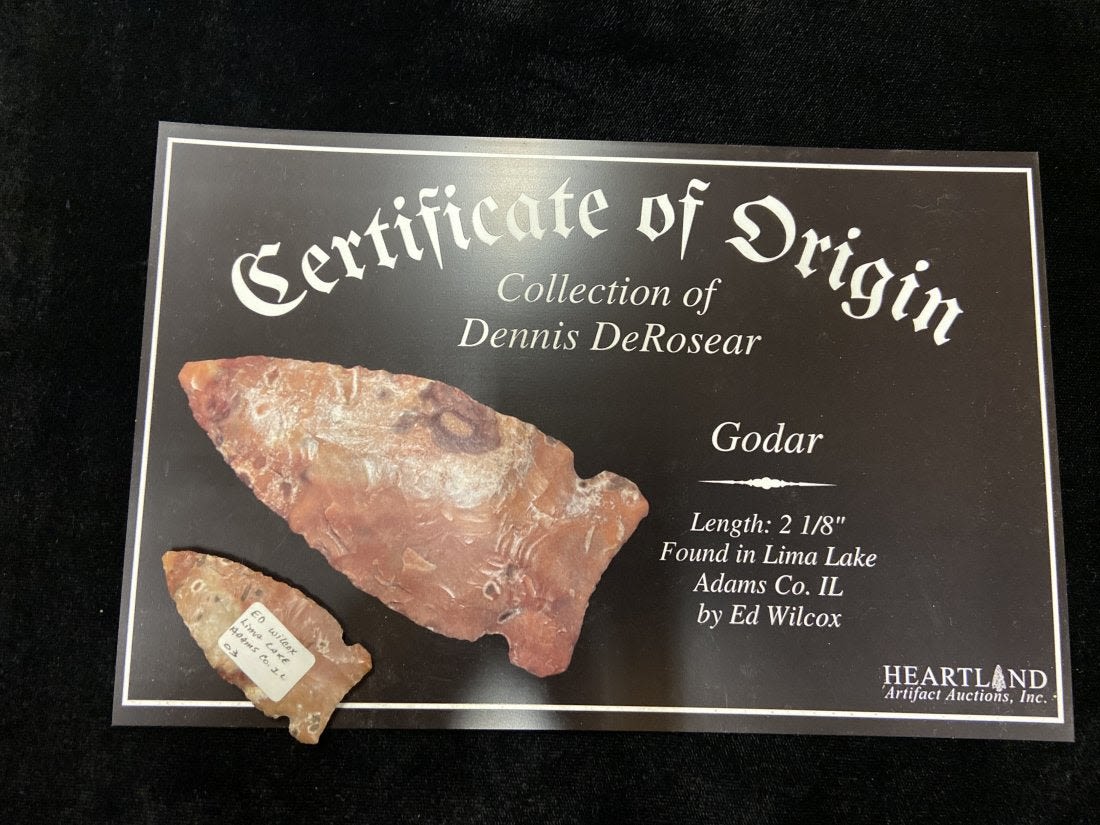 Certificate of Origin
Collection of
Dennis DeRosear
Godar
Length: 2 1/8"
Found in Lima Lake
Adams Co. IL
by Ed Wilcox
HEARTLAND
Artifact Auctions, Inc.
ED WILCOX
LIMA LAKE
ADAMS CO. IL
03